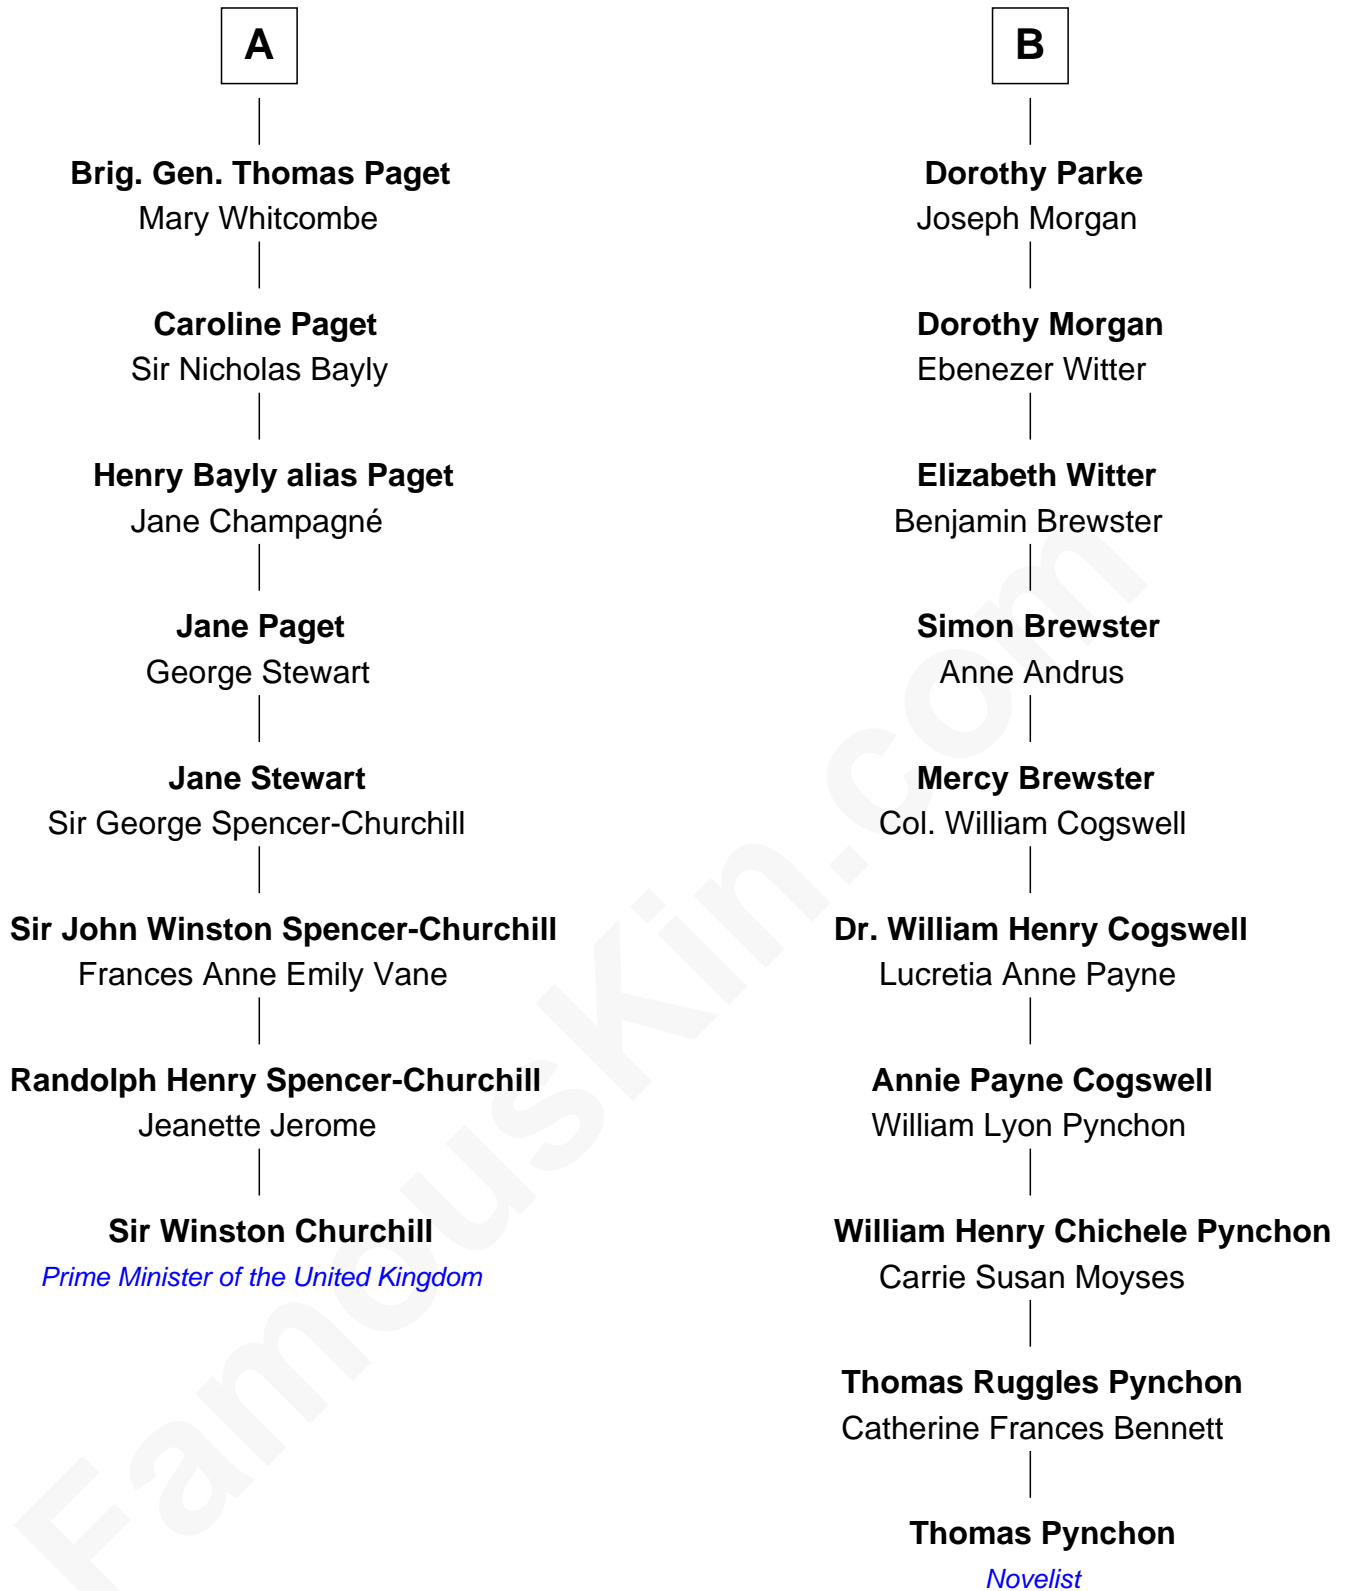 A
Brig. Gen. Thomas Paget
Mary Whitcombe
Caroline Paget
Sir Nicholas Bayly
Henry Bayly alias Paget
Jane Champagné
Jane Paget
George Stewart
Jane Stewart
Sir George Spencer-Churchill
Sir John Winston Spencer-Churchill
Frances Anne Emily Vane
Randolph Henry Spencer-Churchill
Jeanette Jerome
Sir Winston Churchill
Prime Minister of the United Kingdom
B
Dorothy Parke
Joseph Morgan
Dorothy Morgan
Ebenezer Witter
Elizabeth Witter
Benjamin Brewster
Simon Brewster
Anne Andrus
Mercy Brewster
Col. William Cogswell
Dr. William Henry Cogswell
Lucretia Anne Payne
Annie Payne Cogswell
William Lyon Pynchon
William Henry Chichele Pynchon
Carrie Susan Moyses
Thomas Ruggles Pynchon
Catherine Frances Bennett
Thomas Pynchon
Novelist
FamousKin.com